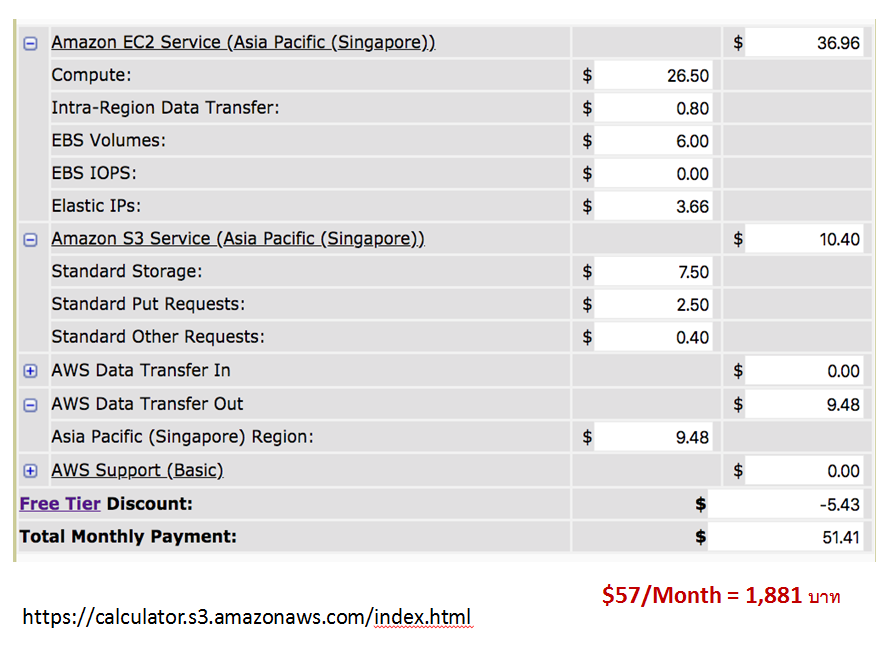 Amazon EC2 Service (Asia Pacific (Singapore)) $ 36.96
Compute: $ 26.50
Intra-Region Data Transfer: $ 0.80
EBS Volumes: $ 6.00
EBS IOPS: $ 0.00
Elastic IPs: $ 3.66
Amazon S3 Service (Asia Pacific (Singapore)) $ 10.40
Standard Storage: $ 7.50
Standard Put Requests: $ 2.50
Standard Other Requests: $ 0.40
AWS Data Transfer In $ 0.00
AWS Data Transfer Out $ 9.48
Asia Pacific (Singapore) Region: $ 9.48
AWS Support (Basic) $ 0.00
Free Tier Discount: $ -5.43
Total Monthly Payment: $ 51.41
$57/Month = 1,881 บาท
https://calculator.s3.amazonaws.com/index.html